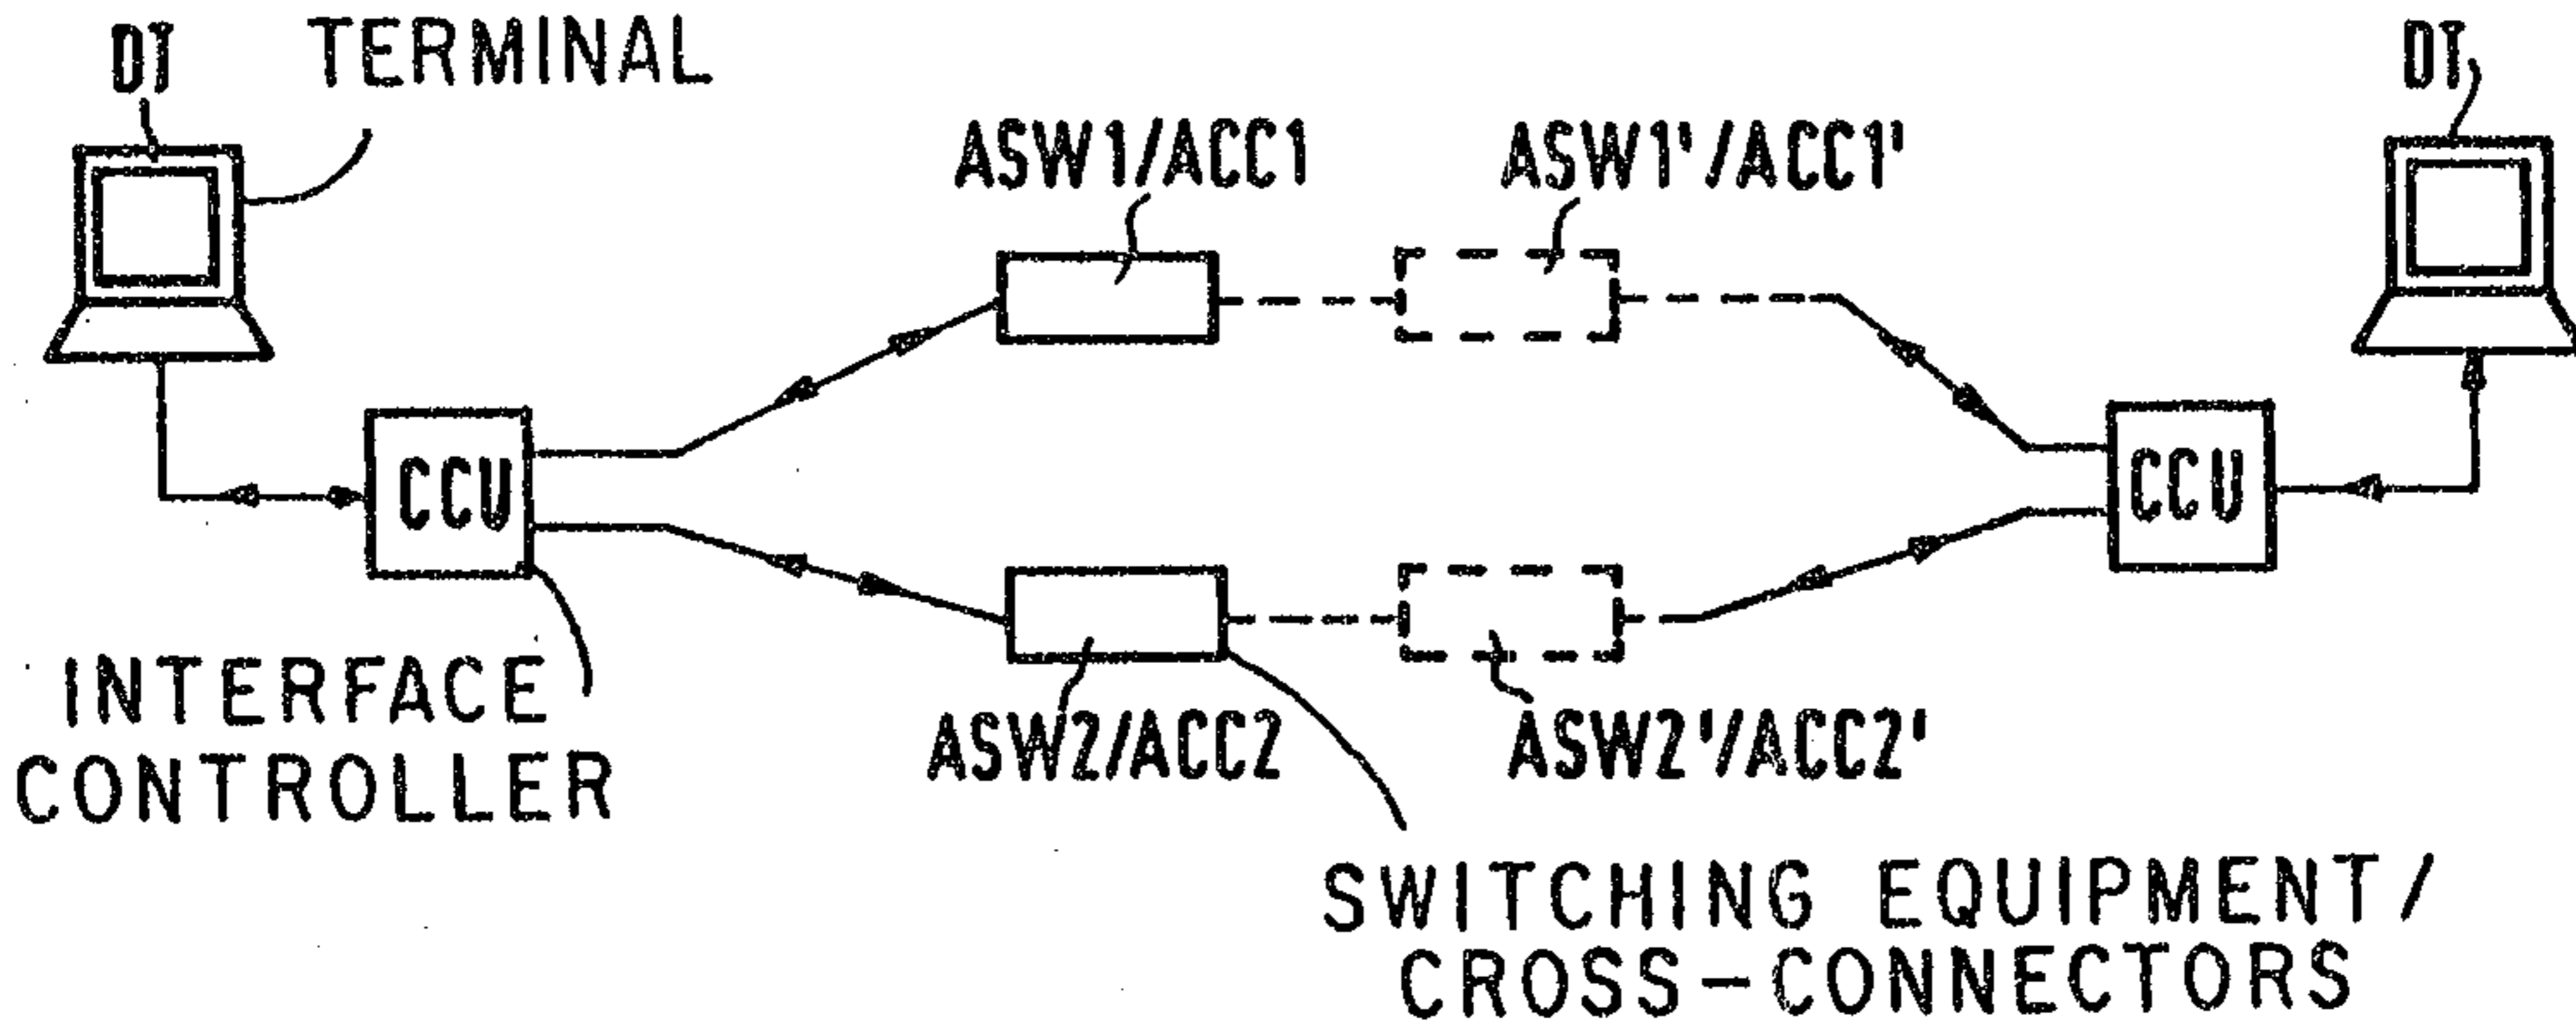 DT
TERMINAL
DT
ASW1/ACC1
ASW1'/ACC1'
CCU
CCU
INTERFACE
CONTROLLER
ASW2/ACC2
ASW2'/ACC2'
SWITCHING EQUIPMENT/
CROSS-CONNECTORS